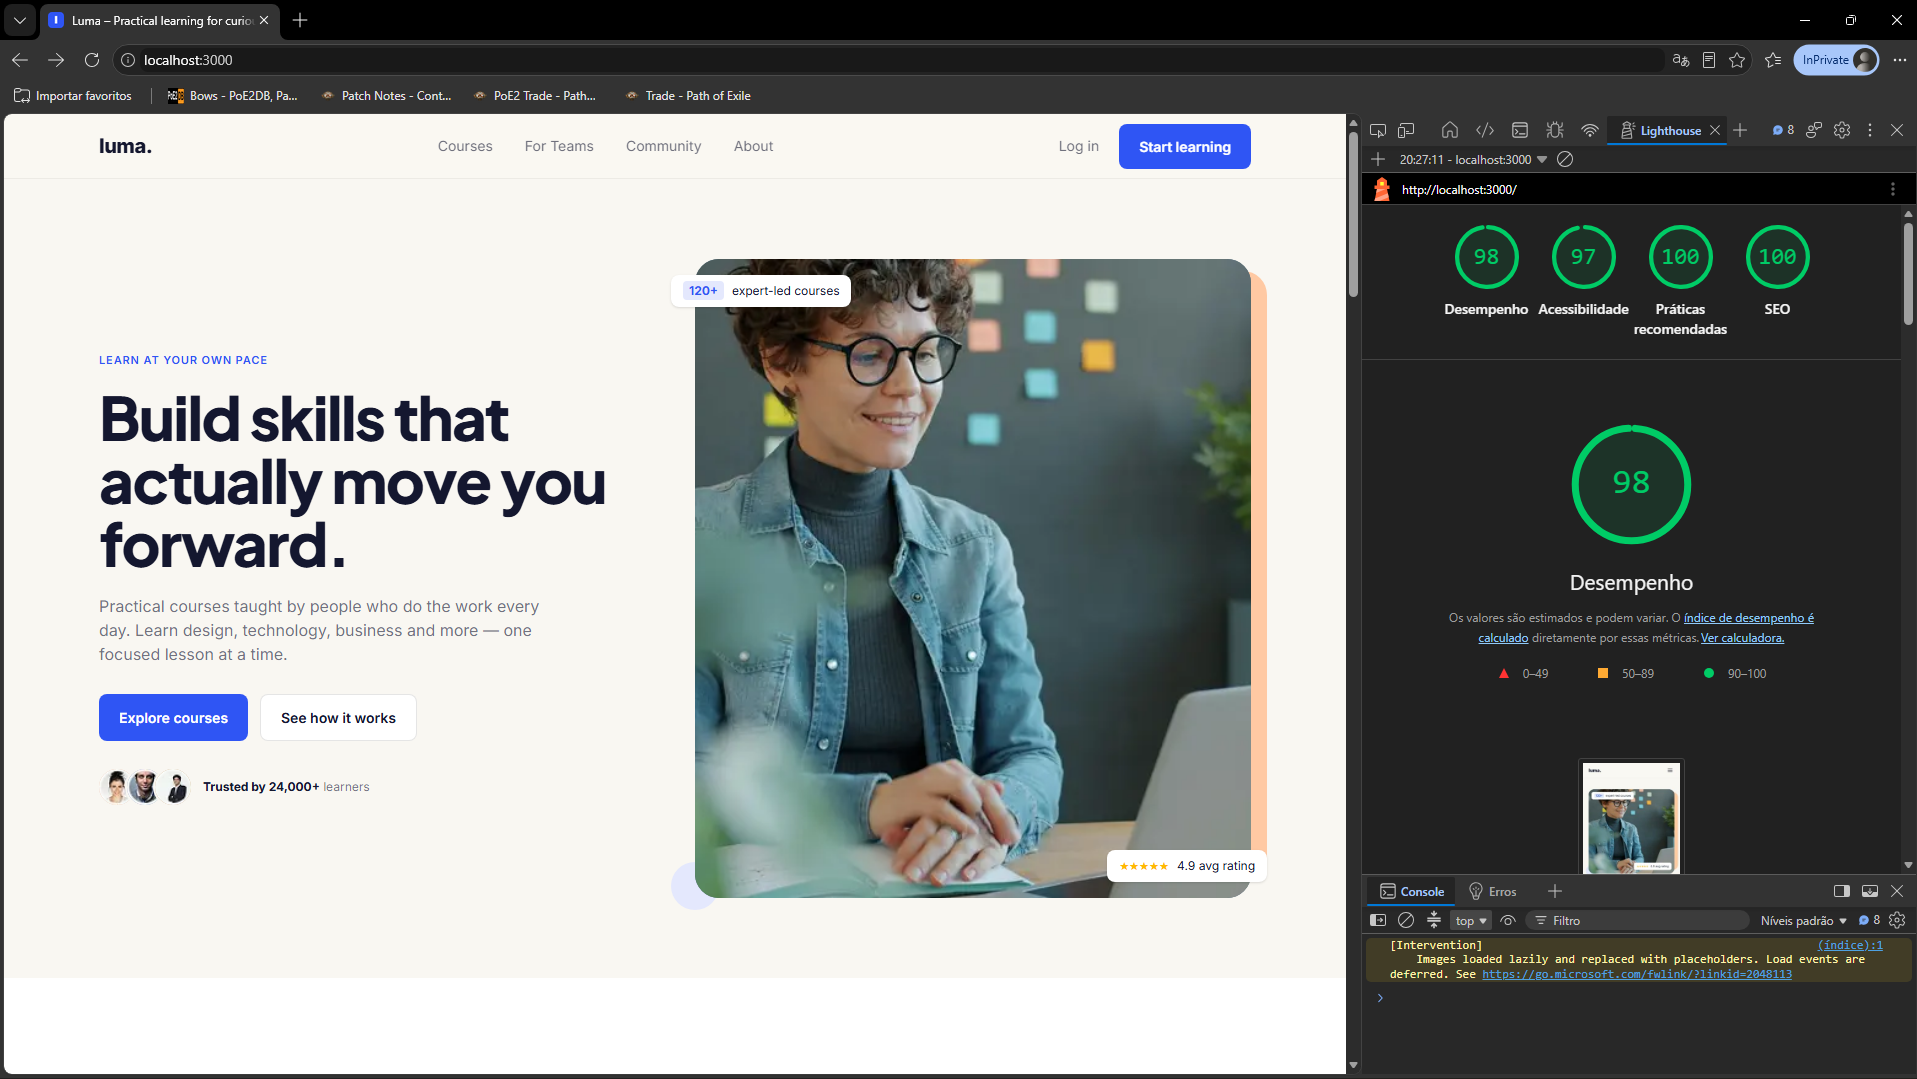 Luma – Practical learning for curio
localhost:3000
InPrivate
Importar favoritos
Bows - PoE2DB, Pa...
Patch Notes - Cont...
PoE2 Trade - Path...
Trade - Path of Exile
luma.
Courses
For Teams
Community
About
Log in
Start learning
120+ expert-led courses
LEARN AT YOUR OWN PACE
Build skills that
actually move you
forward.
Practical courses taught by people who do the work every
day. Learn design, technology, business and more — one
focused lesson at a time.
Explore courses
See how it works
Trusted by 24,000+ learners
★★★★★ 4.9 avg rating
Lighthouse
8
20:27:11 - localhost:3000
http://localhost:3000/
98
97
100
100
Desempenho
Acessibilidade
Práticas
recomendadas
SEO
98
Desempenho
Os valores são estimados e podem variar. O índice de desempenho é
calculado diretamente por essas métricas. Ver calculadora.
0–49
50–89
90–100
luma.
Console
Erros
top
Filtro
Níveis padrão
8
[Intervention]
(índice):1
Images loaded lazily and replaced with placeholders. Load events are
deferred. See https://go.microsoft.com/fwlink/?linkid=2048113